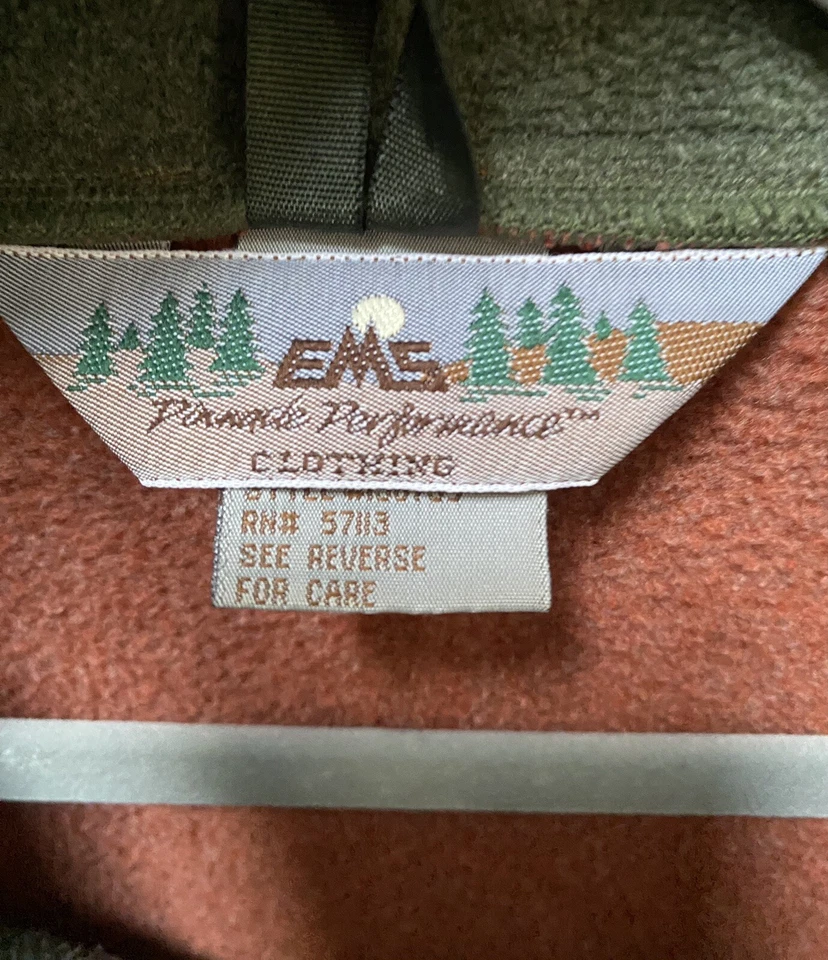 EMS
Pinnacle Performance™
CLOTHING
RN# 57113
SEE REVERSE
FOR CARE